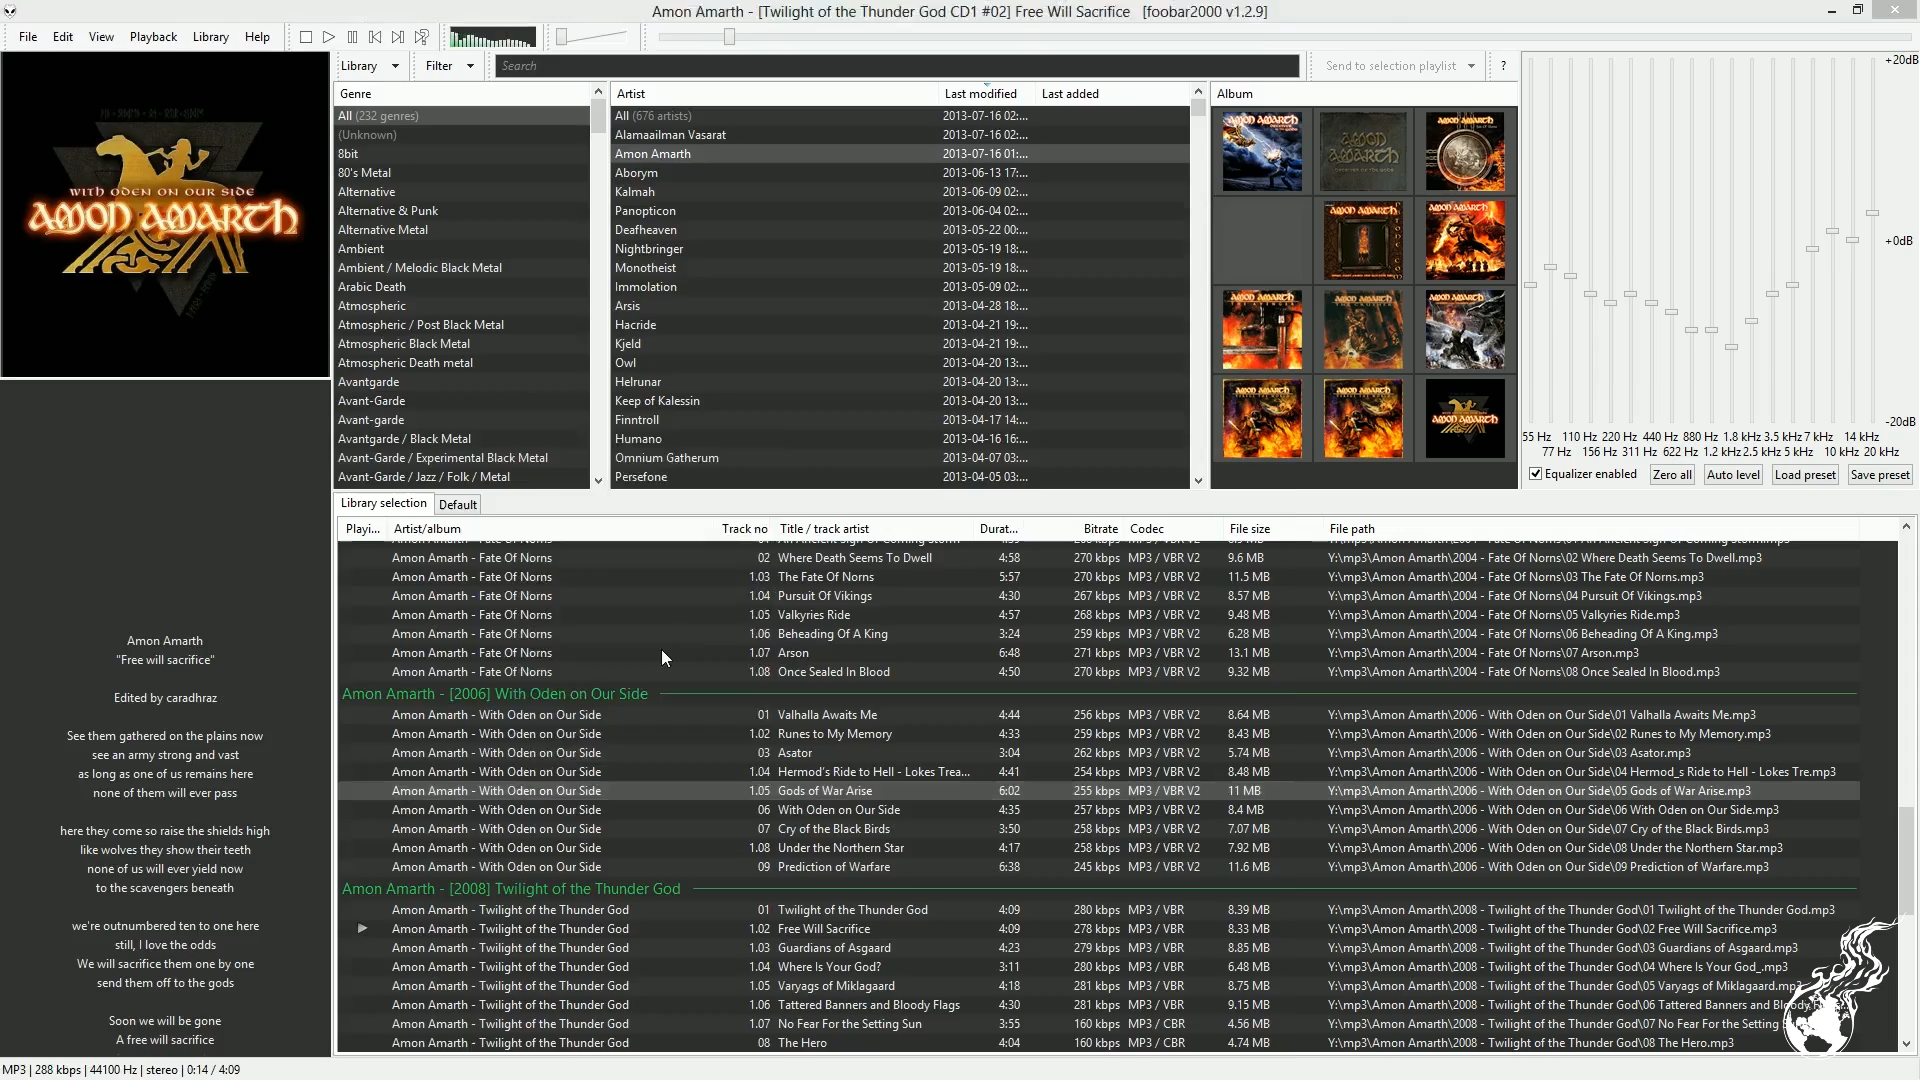 Amon Amarth - [Twilight of the Thunder God CD1 #02] Free Will Sacrifice [foobar2000 v1.2.9]
File Edit View Playback Library Help
Library Filter Search Send to selection playlist ?
WITH ODEN ON OUR SIDE
AMON AMARTH
Genre
All (232 genres)
(Unknown)
8bit
80's Metal
Alternative
Alternative & Punk
Alternative Metal
Ambient
Ambient / Melodic Black Metal
Arabic Death
Atmospheric
Atmospheric / Post Black Metal
Atmospheric Black Metal
Atmospheric Death metal
Avantgarde
Avant-Garde
Avant-garde
Avantgarde / Black Metal
Avant-Garde / Experimental Black Metal
Avant-Garde / Jazz / Folk / Metal
Artist Last modified Last added
All (676 artists) 2013-07-16 02:...
Alamaailman Vasarat 2013-07-16 02:...
Amon Amarth 2013-07-16 01:...
Aborym 2013-06-13 17:...
Kalmah 2013-06-09 02:...
Panopticon 2013-06-04 02:...
Deafheaven 2013-05-22 00:...
Nightbringer 2013-05-19 18:...
Monotheist 2013-05-19 18:...
Immolation 2013-05-09 02:...
Arsis 2013-04-28 18:...
Hacride 2013-04-21 19:...
Kjeld 2013-04-21 19:...
Owl 2013-04-20 13:...
Helrunar 2013-04-20 13:...
Keep of Kalessin 2013-04-20 13:...
Finntroll 2013-04-17 14:...
Humano 2013-04-16 16:...
Omnium Gatherum 2013-04-07 03:...
Persefone 2013-04-05 03:...
Album
+20dB
+0dB
-20dB
55 Hz 110 Hz 220 Hz 440 Hz 880 Hz 1.8 kHz 3.5 kHz 7 kHz 14 kHz
77 Hz 156 Hz 311 Hz 622 Hz 1.2 kHz 2.5 kHz 5 kHz 10 kHz 20 kHz
Equalizer enabled Zero all Auto level Load preset Save preset
Library selection Default
Playi... Artist/album Track no Title / track artist Durat... Bitrate Codec File size File path
Amon Amarth - Fate Of Norns 02 Where Death Seems To Dwell 4:58 270 kbps MP3 / VBR V2 9.6 MB Y:\mp3\Amon Amarth\2004 - Fate Of Norns\02 Where Death Seems To Dwell.mp3
Amon Amarth - Fate Of Norns 1.03 The Fate Of Norns 5:57 270 kbps MP3 / VBR V2 11.5 MB Y:\mp3\Amon Amarth\2004 - Fate Of Norns\03 The Fate Of Norns.mp3
Amon Amarth - Fate Of Norns 1.04 Pursuit Of Vikings 4:30 267 kbps MP3 / VBR V2 8.57 MB Y:\mp3\Amon Amarth\2004 - Fate Of Norns\04 Pursuit Of Vikings.mp3
Amon Amarth - Fate Of Norns 1.05 Valkyries Ride 4:57 268 kbps MP3 / VBR V2 9.48 MB Y:\mp3\Amon Amarth\2004 - Fate Of Norns\05 Valkyries Ride.mp3
Amon Amarth - Fate Of Norns 1.06 Beheading Of A King 3:24 259 kbps MP3 / VBR V2 6.28 MB Y:\mp3\Amon Amarth\2004 - Fate Of Norns\06 Beheading Of A King.mp3
Amon Amarth - Fate Of Norns 1.07 Arson 6:48 271 kbps MP3 / VBR V2 13.1 MB Y:\mp3\Amon Amarth\2004 - Fate Of Norns\07 Arson.mp3
Amon Amarth - Fate Of Norns 1.08 Once Sealed In Blood 4:50 270 kbps MP3 / VBR V2 9.32 MB Y:\mp3\Amon Amarth\2004 - Fate Of Norns\08 Once Sealed In Blood.mp3
Amon Amarth - [2006] With Oden on Our Side
Amon Amarth - With Oden on Our Side 01 Valhalla Awaits Me 4:44 256 kbps MP3 / VBR V2 8.64 MB Y:\mp3\Amon Amarth\2006 - With Oden on Our Side\01 Valhalla Awaits Me.mp3
Amon Amarth - With Oden on Our Side 1.02 Runes to My Memory 4:33 259 kbps MP3 / VBR V2 8.43 MB Y:\mp3\Amon Amarth\2006 - With Oden on Our Side\02 Runes to My Memory.mp3
Amon Amarth - With Oden on Our Side 03 Asator 3:04 262 kbps MP3 / VBR V2 5.74 MB Y:\mp3\Amon Amarth\2006 - With Oden on Our Side\03 Asator.mp3
Amon Amarth - With Oden on Our Side 1.04 Hermod's Ride to Hell - Lokes Trea... 4:41 254 kbps MP3 / VBR V2 8.48 MB Y:\mp3\Amon Amarth\2006 - With Oden on Our Side\04 Hermod_s Ride to Hell - Lokes Tre.mp3
Amon Amarth - With Oden on Our Side 1.05 Gods of War Arise 6:02 255 kbps MP3 / VBR V2 11 MB Y:\mp3\Amon Amarth\2006 - With Oden on Our Side\05 Gods of War Arise.mp3
Amon Amarth - With Oden on Our Side 06 With Oden on Our Side 4:35 257 kbps MP3 / VBR V2 8.4 MB Y:\mp3\Amon Amarth\2006 - With Oden on Our Side\06 With Oden on Our Side.mp3
Amon Amarth - With Oden on Our Side 07 Cry of the Black Birds 3:50 258 kbps MP3 / VBR V2 7.07 MB Y:\mp3\Amon Amarth\2006 - With Oden on Our Side\07 Cry of the Black Birds.mp3
Amon Amarth - With Oden on Our Side 1.08 Under the Northern Star 4:17 258 kbps MP3 / VBR V2 7.92 MB Y:\mp3\Amon Amarth\2006 - With Oden on Our Side\08 Under the Northern Star.mp3
Amon Amarth - With Oden on Our Side 09 Prediction of Warfare 6:38 245 kbps MP3 / VBR V2 11.6 MB Y:\mp3\Amon Amarth\2006 - With Oden on Our Side\09 Prediction of Warfare.mp3
Amon Amarth - [2008] Twilight of the Thunder God
Amon Amarth - Twilight of the Thunder God 01 Twilight of the Thunder God 4:09 280 kbps MP3 / VBR 8.39 MB Y:\mp3\Amon Amarth\2008 - Twilight of the Thunder God\01 Twilight of the Thunder God.mp3
Amon Amarth - Twilight of the Thunder God 1.02 Free Will Sacrifice 4:09 278 kbps MP3 / VBR 8.33 MB Y:\mp3\Amon Amarth\2008 - Twilight of the Thunder God\02 Free Will Sacrifice.mp3
Amon Amarth - Twilight of the Thunder God 1.03 Guardians of Asgaard 4:23 279 kbps MP3 / VBR 8.85 MB Y:\mp3\Amon Amarth\2008 - Twilight of the Thunder God\03 Guardians of Asgaard.mp3
Amon Amarth - Twilight of the Thunder God 1.04 Where Is Your God? 3:11 280 kbps MP3 / VBR 6.48 MB Y:\mp3\Amon Amarth\2008 - Twilight of the Thunder God\04 Where Is Your God_.mp3
Amon Amarth - Twilight of the Thunder God 1.05 Varyags of Miklagaard 4:18 281 kbps MP3 / VBR 8.75 MB Y:\mp3\Amon Amarth\2008 - Twilight of the Thunder God\05 Varyags of Miklagaard.mp3
Amon Amarth - Twilight of the Thunder God 1.06 Tattered Banners and Bloody Flags 4:30 281 kbps MP3 / VBR 9.15 MB Y:\mp3\Amon Amarth\2008 - Twilight of the Thunder God\06 Tattered Banners and Bloody
Amon Amarth - Twilight of the Thunder God 1.07 No Fear For the Setting Sun 3:55 160 kbps MP3 / CBR 4.56 MB Y:\mp3\Amon Amarth\2008 - Twilight of the Thunder God\07 No Fear For the Setting
Amon Amarth - Twilight of the Thunder God 08 The Hero 4:04 160 kbps MP3 / CBR 4.74 MB Y:\mp3\Amon Amarth\2008 - Twilight of the Thunder God\08 The Hero.mp3
Amon Amarth
"Free will sacrifice"
Edited by caradhraz
See them gathered on the plains now
see an army strong and vast
as long as one of us remains here
none of them will ever pass
here they come so raise the shields high
like wolves they show their teeth
none of us will ever yield now
to the scavengers beneath
we're outnumbered ten to one here
still, I love the odds
We will sacrifice them one by one
send them off to the gods
Soon we will be gone
A free will sacrifice
MP3 | 288 kbps | 44100 Hz | stereo | 0:14 / 4:09